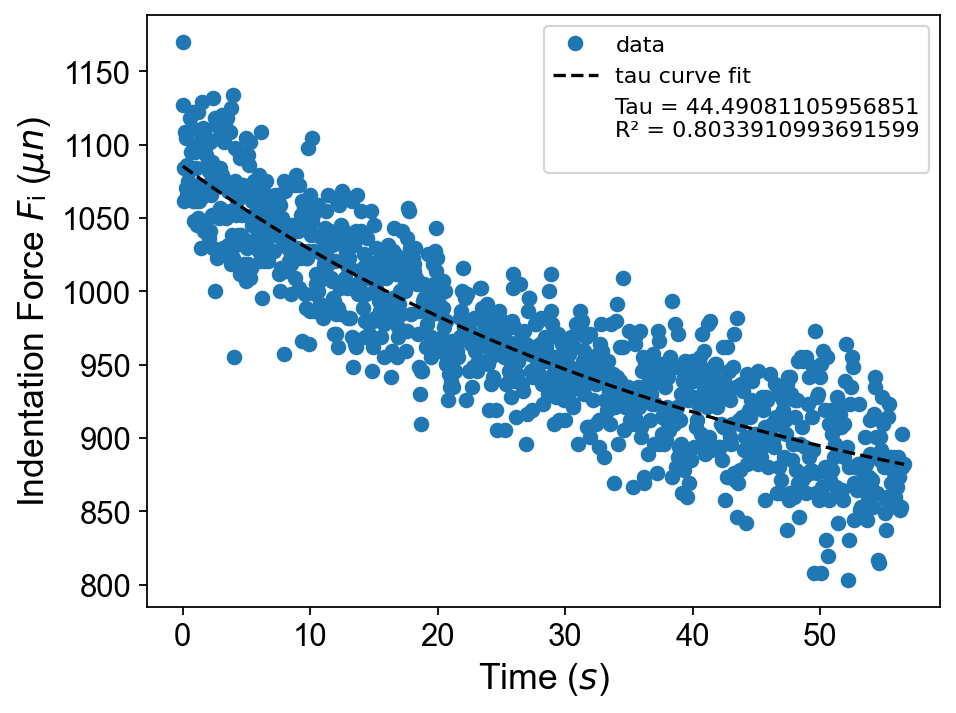 data
tau curve fit
Tau = 44.49081105956851
R² = 0.8033910993691599
1150
1100
1050
1000
950
900
850
800
Indentation Force Fi (μn)
0 10 20 30 40 50
Time (s)